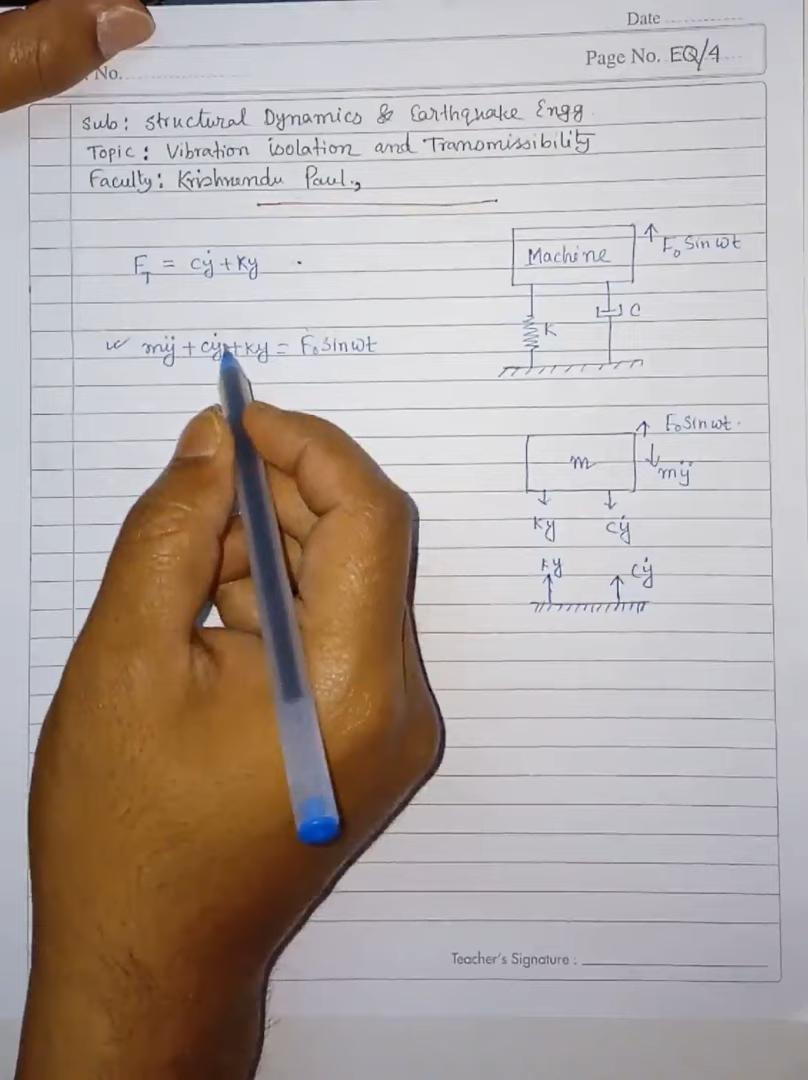 Date
No.
Page No. EQ/4
Sub: Structural Dynamics & Earthquake Engg.
Topic: Vibration isolation and Transmissibility
Faculty: Krishnendu Paul.,
F_T = cẏ + Ky
Machine
F₀ Sin ωt
K
C
mÿ + cẏ + ky = F₀ Sin ωt
F₀ Sin ωt.
m
mÿ
Ky
cẏ
Ky
cẏ
Teacher's Signature :